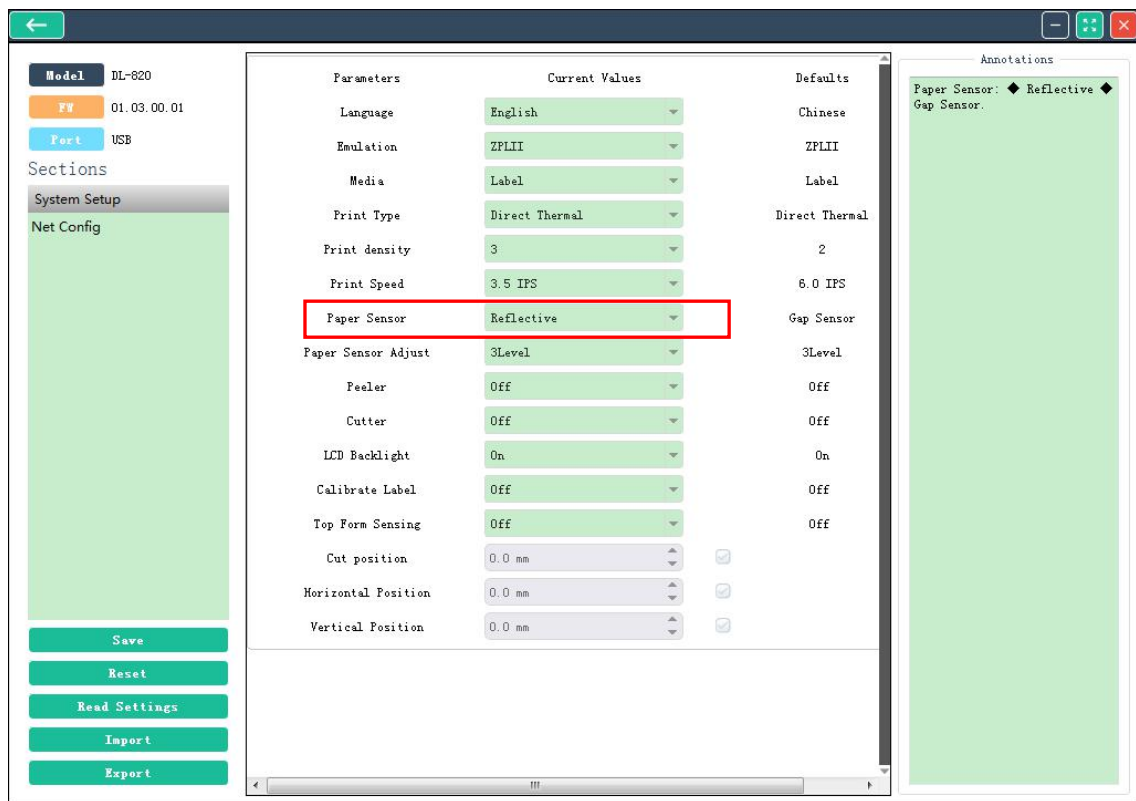 Model DL-820
FW 01.03.00.01
Port USB
Sections
System Setup
Net Config
Save
Reset
Read Settings
Import
Export
Parameters Current Values Defaults
Language English Chinese
Emulation ZPLII ZPLII
Media Label Label
Print Type Direct Thermal Direct Thermal
Print density 3 2
Print Speed 3.5 IPS 6.0 IPS
Paper Sensor Reflective Gap Sensor
Paper Sensor Adjust 3Level 3Level
Peeler Off Off
Cutter Off Off
LCD Backlight On On
Calibrate Label Off Off
Top Form Sensing Off Off
Cut position 0.0 mm
Horizontal Position 0.0 mm
Vertical Position 0.0 mm
Annotations
Paper Sensor: ◆ Reflective ◆
Gap Sensor.